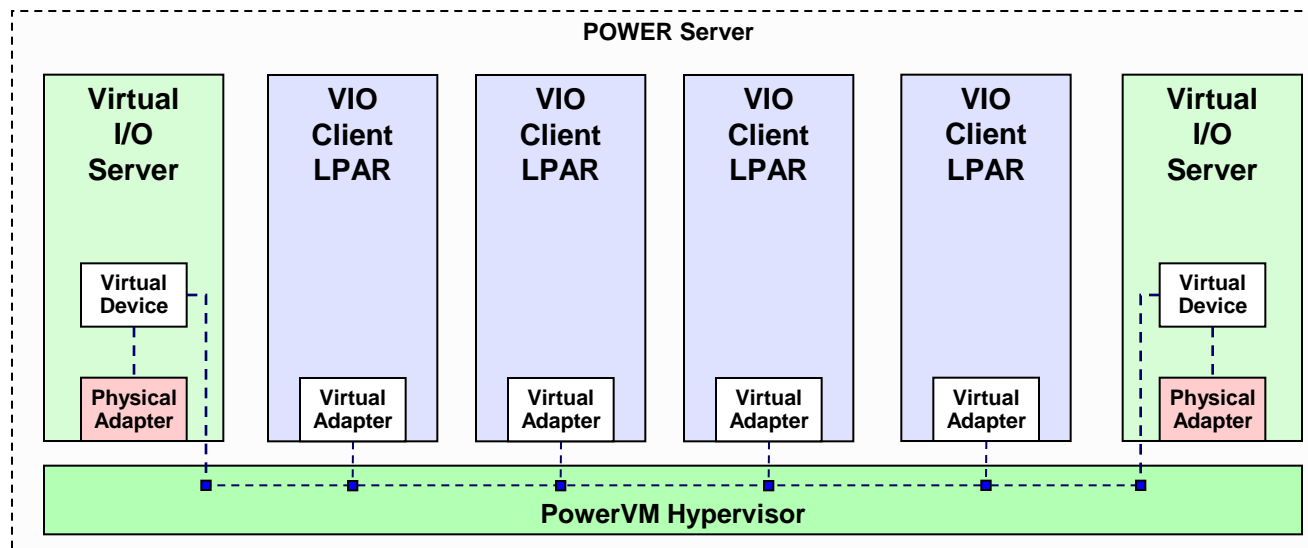 POWER Server
Virtual
I/O
Server
VIO
Client
LPAR
VIO
Client
LPAR
VIO
Client
LPAR
VIO
Client
LPAR
Virtual
I/O
Server
Virtual
Device
Virtual
Device
Physical
Adapter
Virtual
Adapter
Virtual
Adapter
Virtual
Adapter
Virtual
Adapter
Physical
Adapter
PowerVM Hypervisor